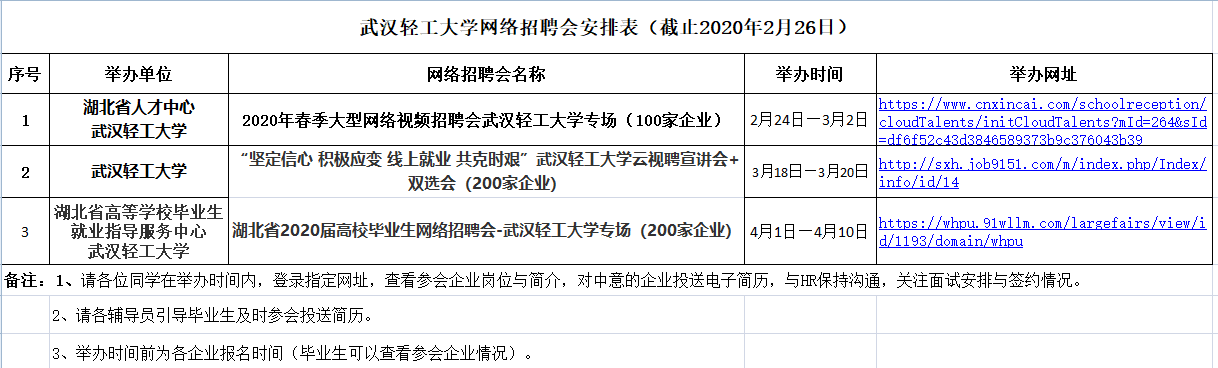 武汉轻工大学网络招聘会安排表（截止2020年2月26日）
序号 举办单位 网络招聘会名称 举办时间 举办网址
1 湖北省人才中心 武汉轻工大学 2020年春季大型网络视频招聘会武汉轻工大学专场（100家企业） 2月24日—3月2日 https://www.cnxincai.com/schoolreception/
cloudTalents/initCloudTalents?mId=264&sId
=df6f52c43d3846589373b9c376043b39
2 武汉轻工大学 “坚定信心 积极应变 线上就业 共克时艰”武汉轻工大学云视聘宣讲会+
双选会（200家企业) 3月18日—3月20日 http://sxh.job9151.com/m/index.php/Index/
info/id/14
3 湖北省高等学校毕业生
就业指导服务中心
武汉轻工大学 湖北省2020届高校毕业生网络招聘会-武汉轻工大学专场（200家企业) 4月1日—4月10日 https://whpu.91wllm.com/largefairs/view/i
d/1193/domain/whpu
备注：1、请各位同学在举办时间内，登录指定网址，查看参会企业岗位与简介，对中意的企业投送电子简历，与HR保持沟通，关注面试安排与签约情况。
2、请各辅导员引导毕业生及时参会投送简历。
3、举办时间前为各企业报名时间（毕业生可以查看参会企业情况）。